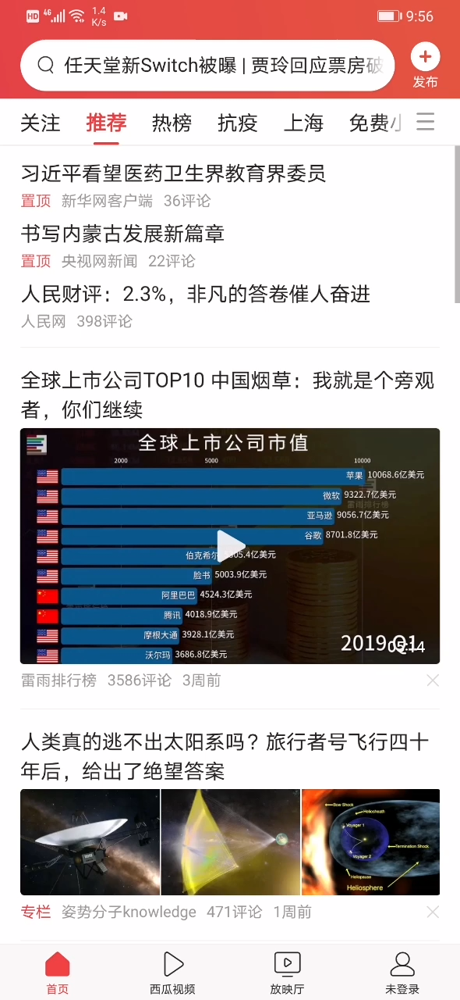 HD 4G 1.4 K/s 9:56
任天堂新Switch被曝 | 贾玲回应票房破
发布
关注 推荐 热榜 抗疫 上海 免费小
习近平看望医药卫生界教育界委员
置顶 新华网客户端 36评论
书写内蒙古发展新篇章
置顶 央视网新闻 22评论
人民财评：2.3%，非凡的答卷催人奋进
人民网 398评论
全球上市公司TOP10 中国烟草：我就是个旁观
者，你们继续
全球上市公司市值
2000 5000 10000
苹果 10068.6亿美元
微软 9322.7亿美元
雷雨排行榜
亚马逊 9056.7亿美元
谷歌 8701.8亿美元
伯克希尔 05.4亿美元
脸书 5003.9亿美元
阿里巴巴 4524.3亿美元
腾讯 4018.9亿美元
摩根大通 3928.1亿美元
沃尔玛 3686.8亿美元
2019 Q1
05:14
雷雨排行榜 3586评论 3周前
人类真的逃不出太阳系吗？旅行者号飞行四十
年后，给出了绝望答案
Bow Shock
Heliosheath
Voyager 1
Termination Shock
Voyager 2
Heliopause
Heliosphere
专栏 姿势分子knowledge 471评论 1周前
首页 西瓜视频 放映厅 未登录